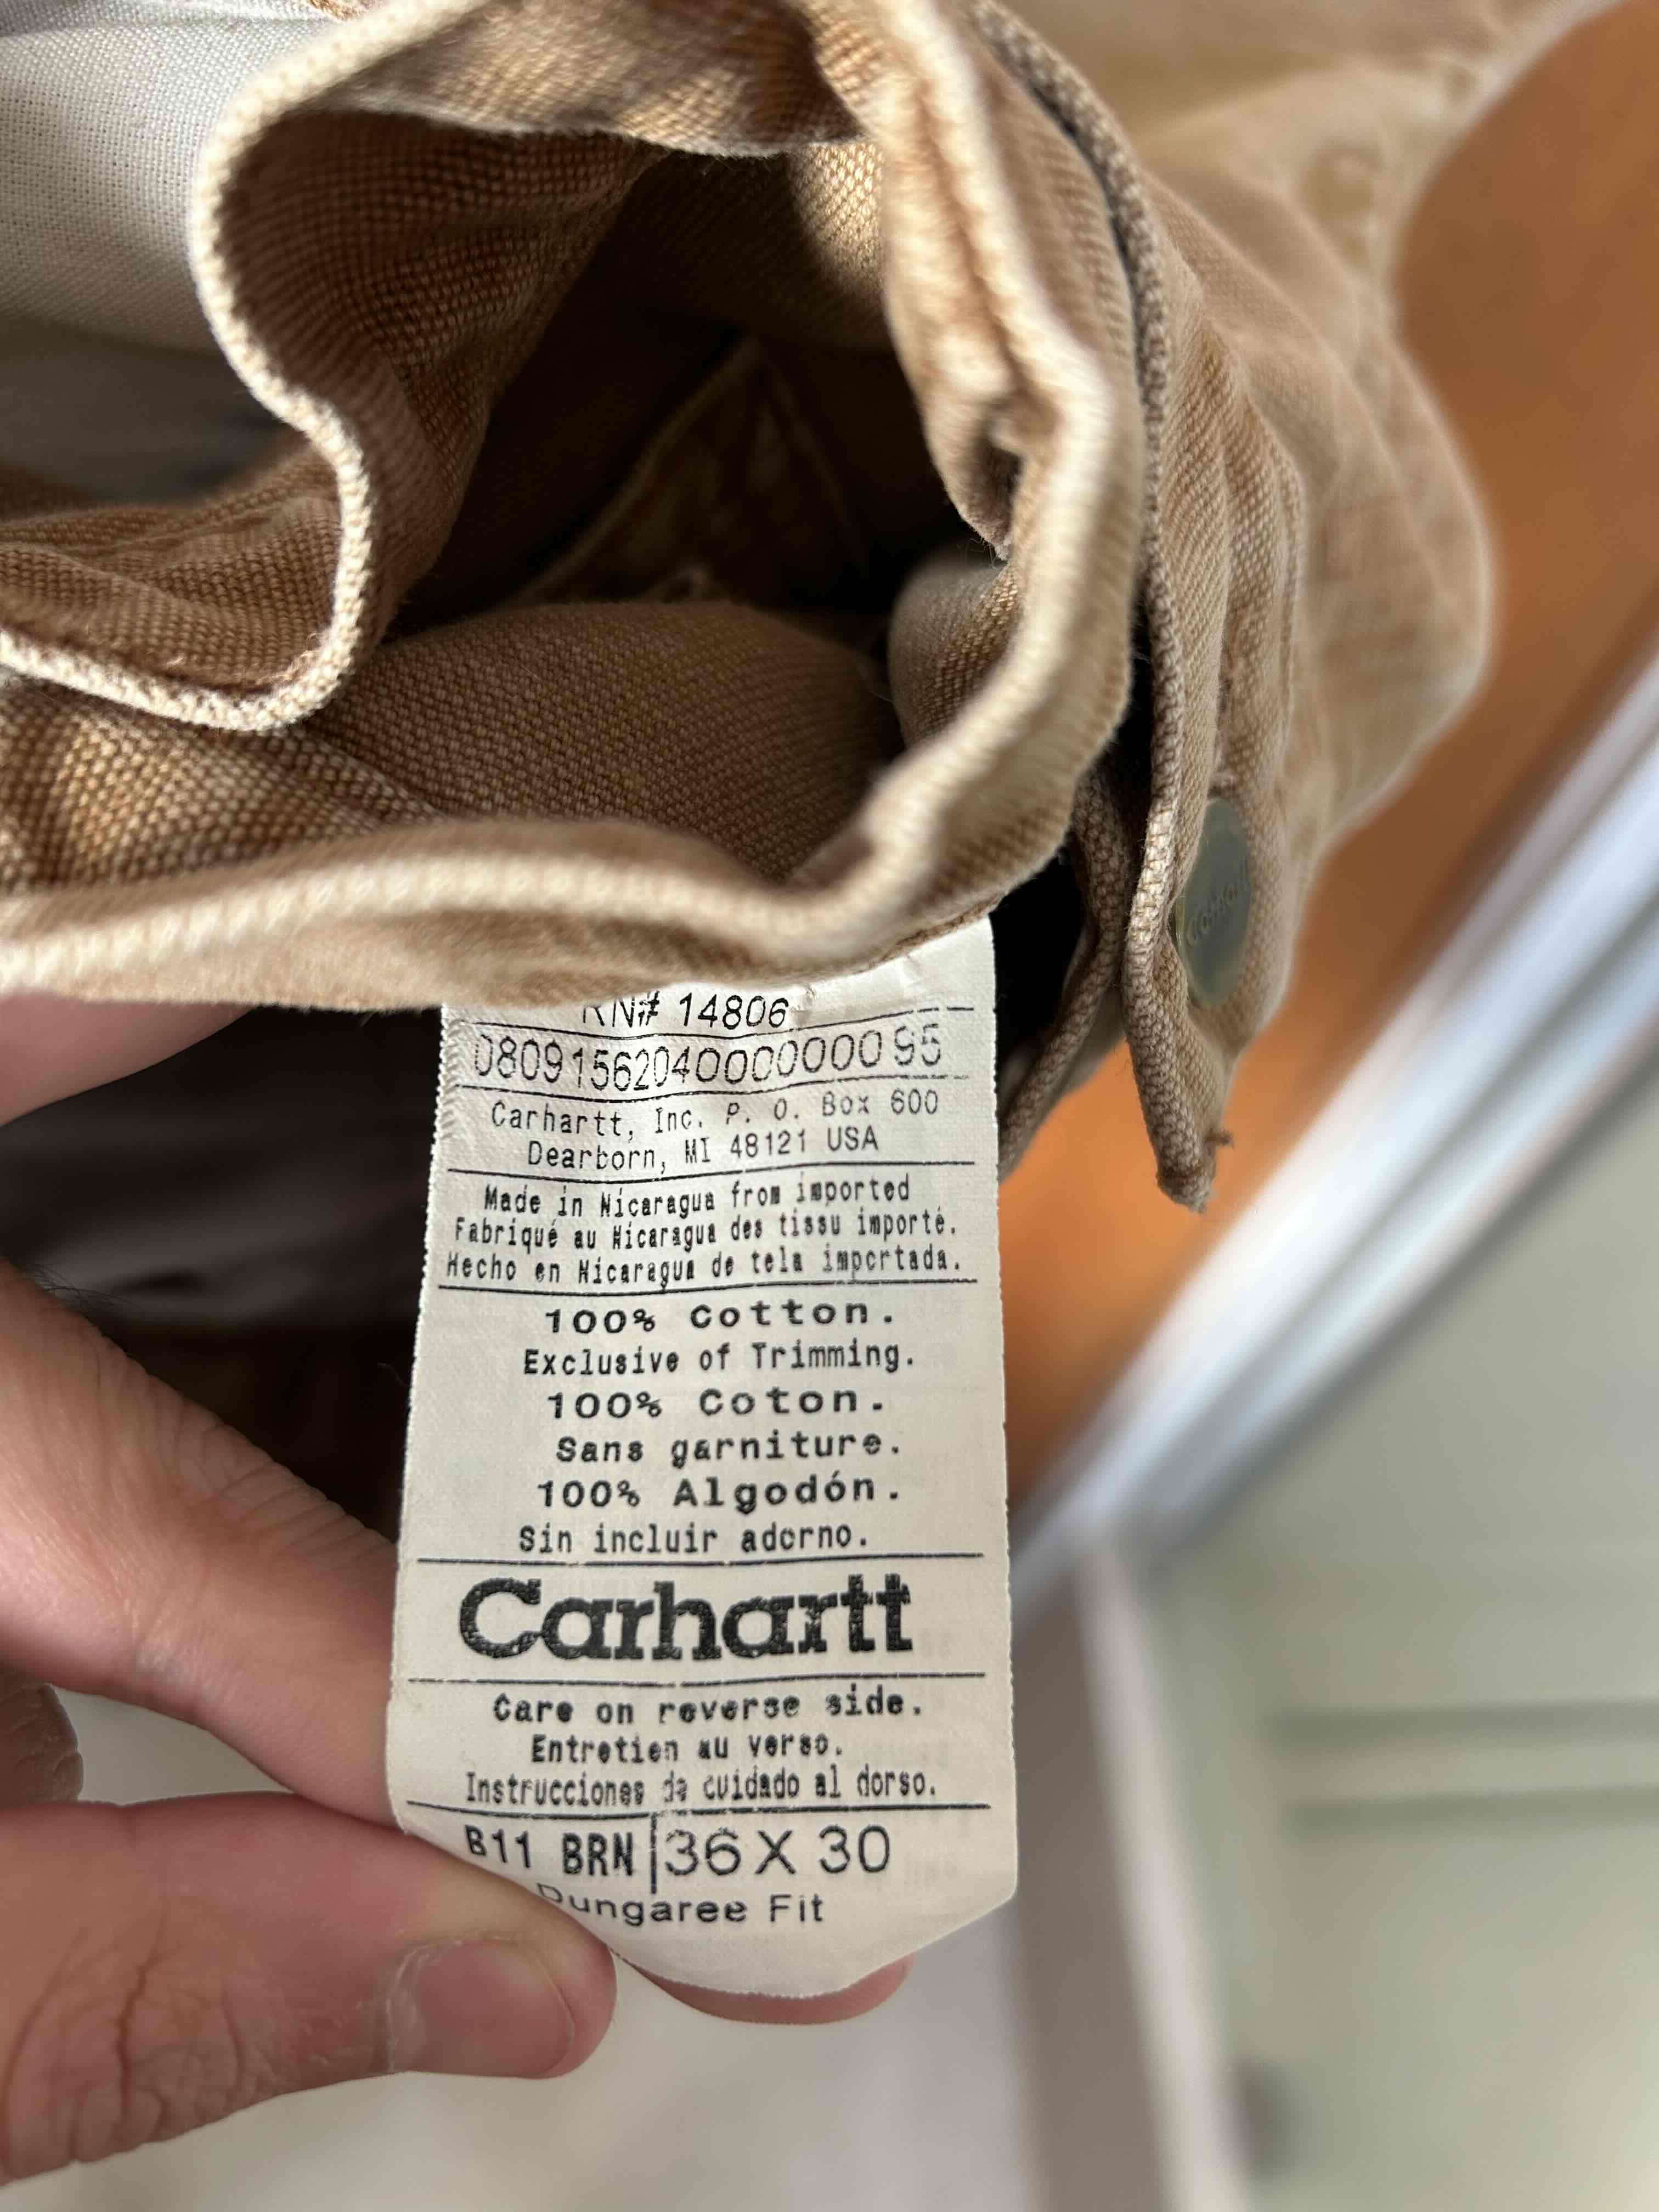 RN# 14806
0809156204000000095
Carhartt, Inc. P. O. Box 600
Dearborn, MI 48121 USA
Made in Nicaragua from imported
Fabriqué au Nicaragua des tissu importé.
Hecho en Nicaragua de tela importada.
100% Cotton.
Exclusive of Trimming.
100% Coton.
Sans garniture.
100% Algodón.
Sin incluir adorno.
Carhartt
Care on reverse side.
Entretien au verso.
Instrucciones de cuidado al dorso.
B11 BRN 36 X 30
Dungaree Fit
Carhartt